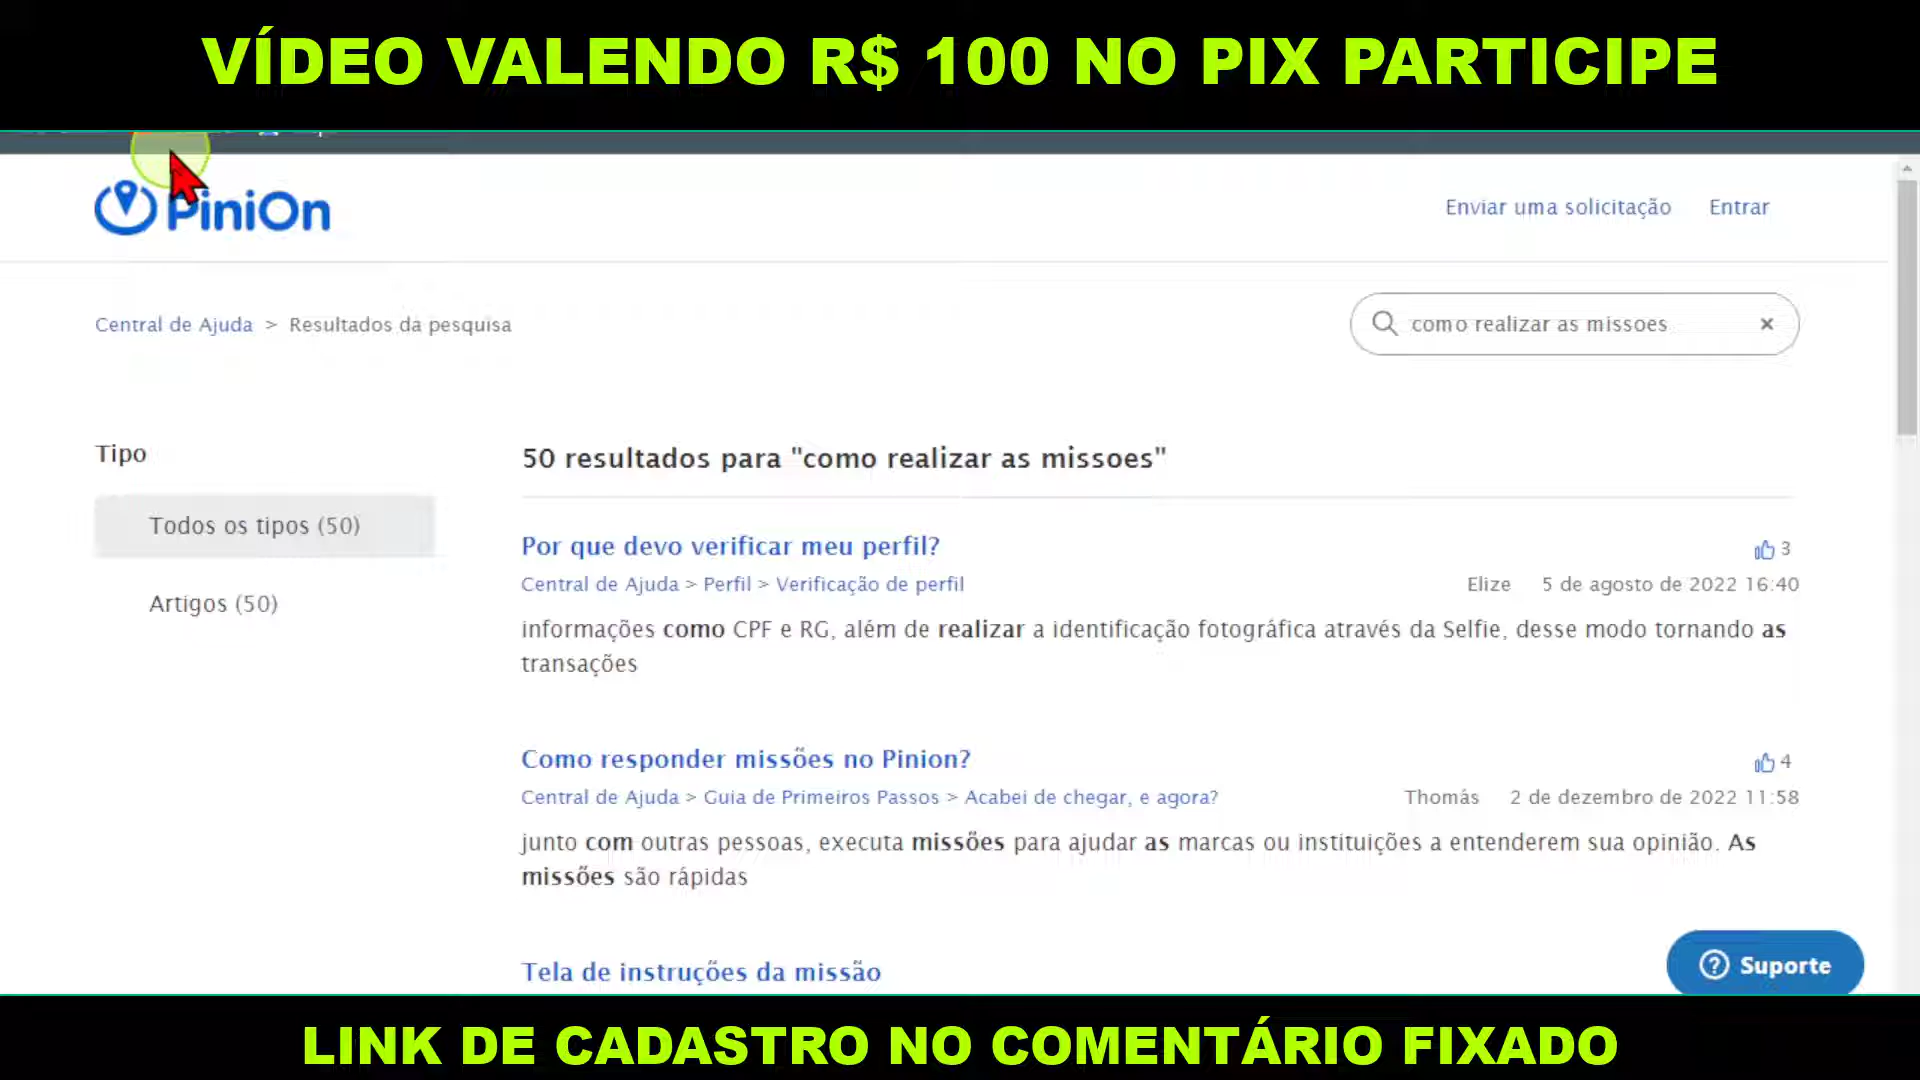 VÍDEO VALENDO R$ 100 NO PIX PARTICIPE
PiniOn
Enviar uma solicitação Entrar
Central de Ajuda > Resultados da pesquisa
como realizar as missoes ×
Tipo
50 resultados para "como realizar as missoes"
Todos os tipos (50)
Artigos (50)
Por que devo verificar meu perfil? 3
Central de Ajuda > Perfil > Verificação de perfil Elize 5 de agosto de 2022 16:40
informações como CPF e RG, além de realizar a identificação fotográfica através da Selfie, desse modo tornando as
transações
Como responder missões no Pinion? 4
Central de Ajuda > Guia de Primeiros Passos > Acabei de chegar, e agora? Thomás 2 de dezembro de 2022 11:58
junto com outras pessoas, executa missões para ajudar as marcas ou instituições a entenderem sua opinião. As
missões são rápidas
Tela de instruções da missão
Suporte
LINK DE CADASTRO NO COMENTÁRIO FIXADO